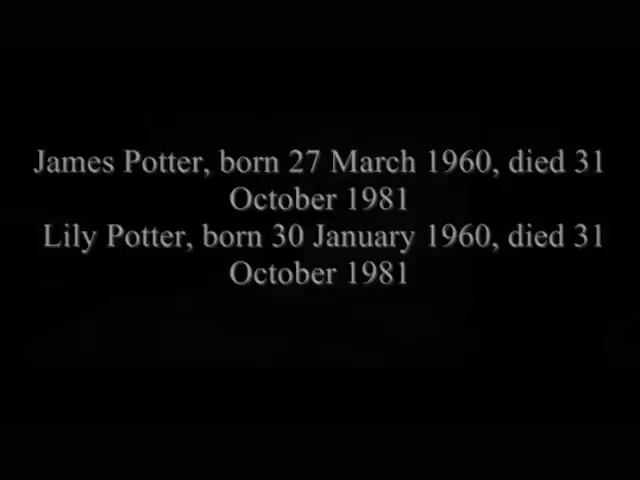 James Potter, born 27 March 1960, died 31
October 1981
Lily Potter, born 30 January 1960, died 31
October 1981